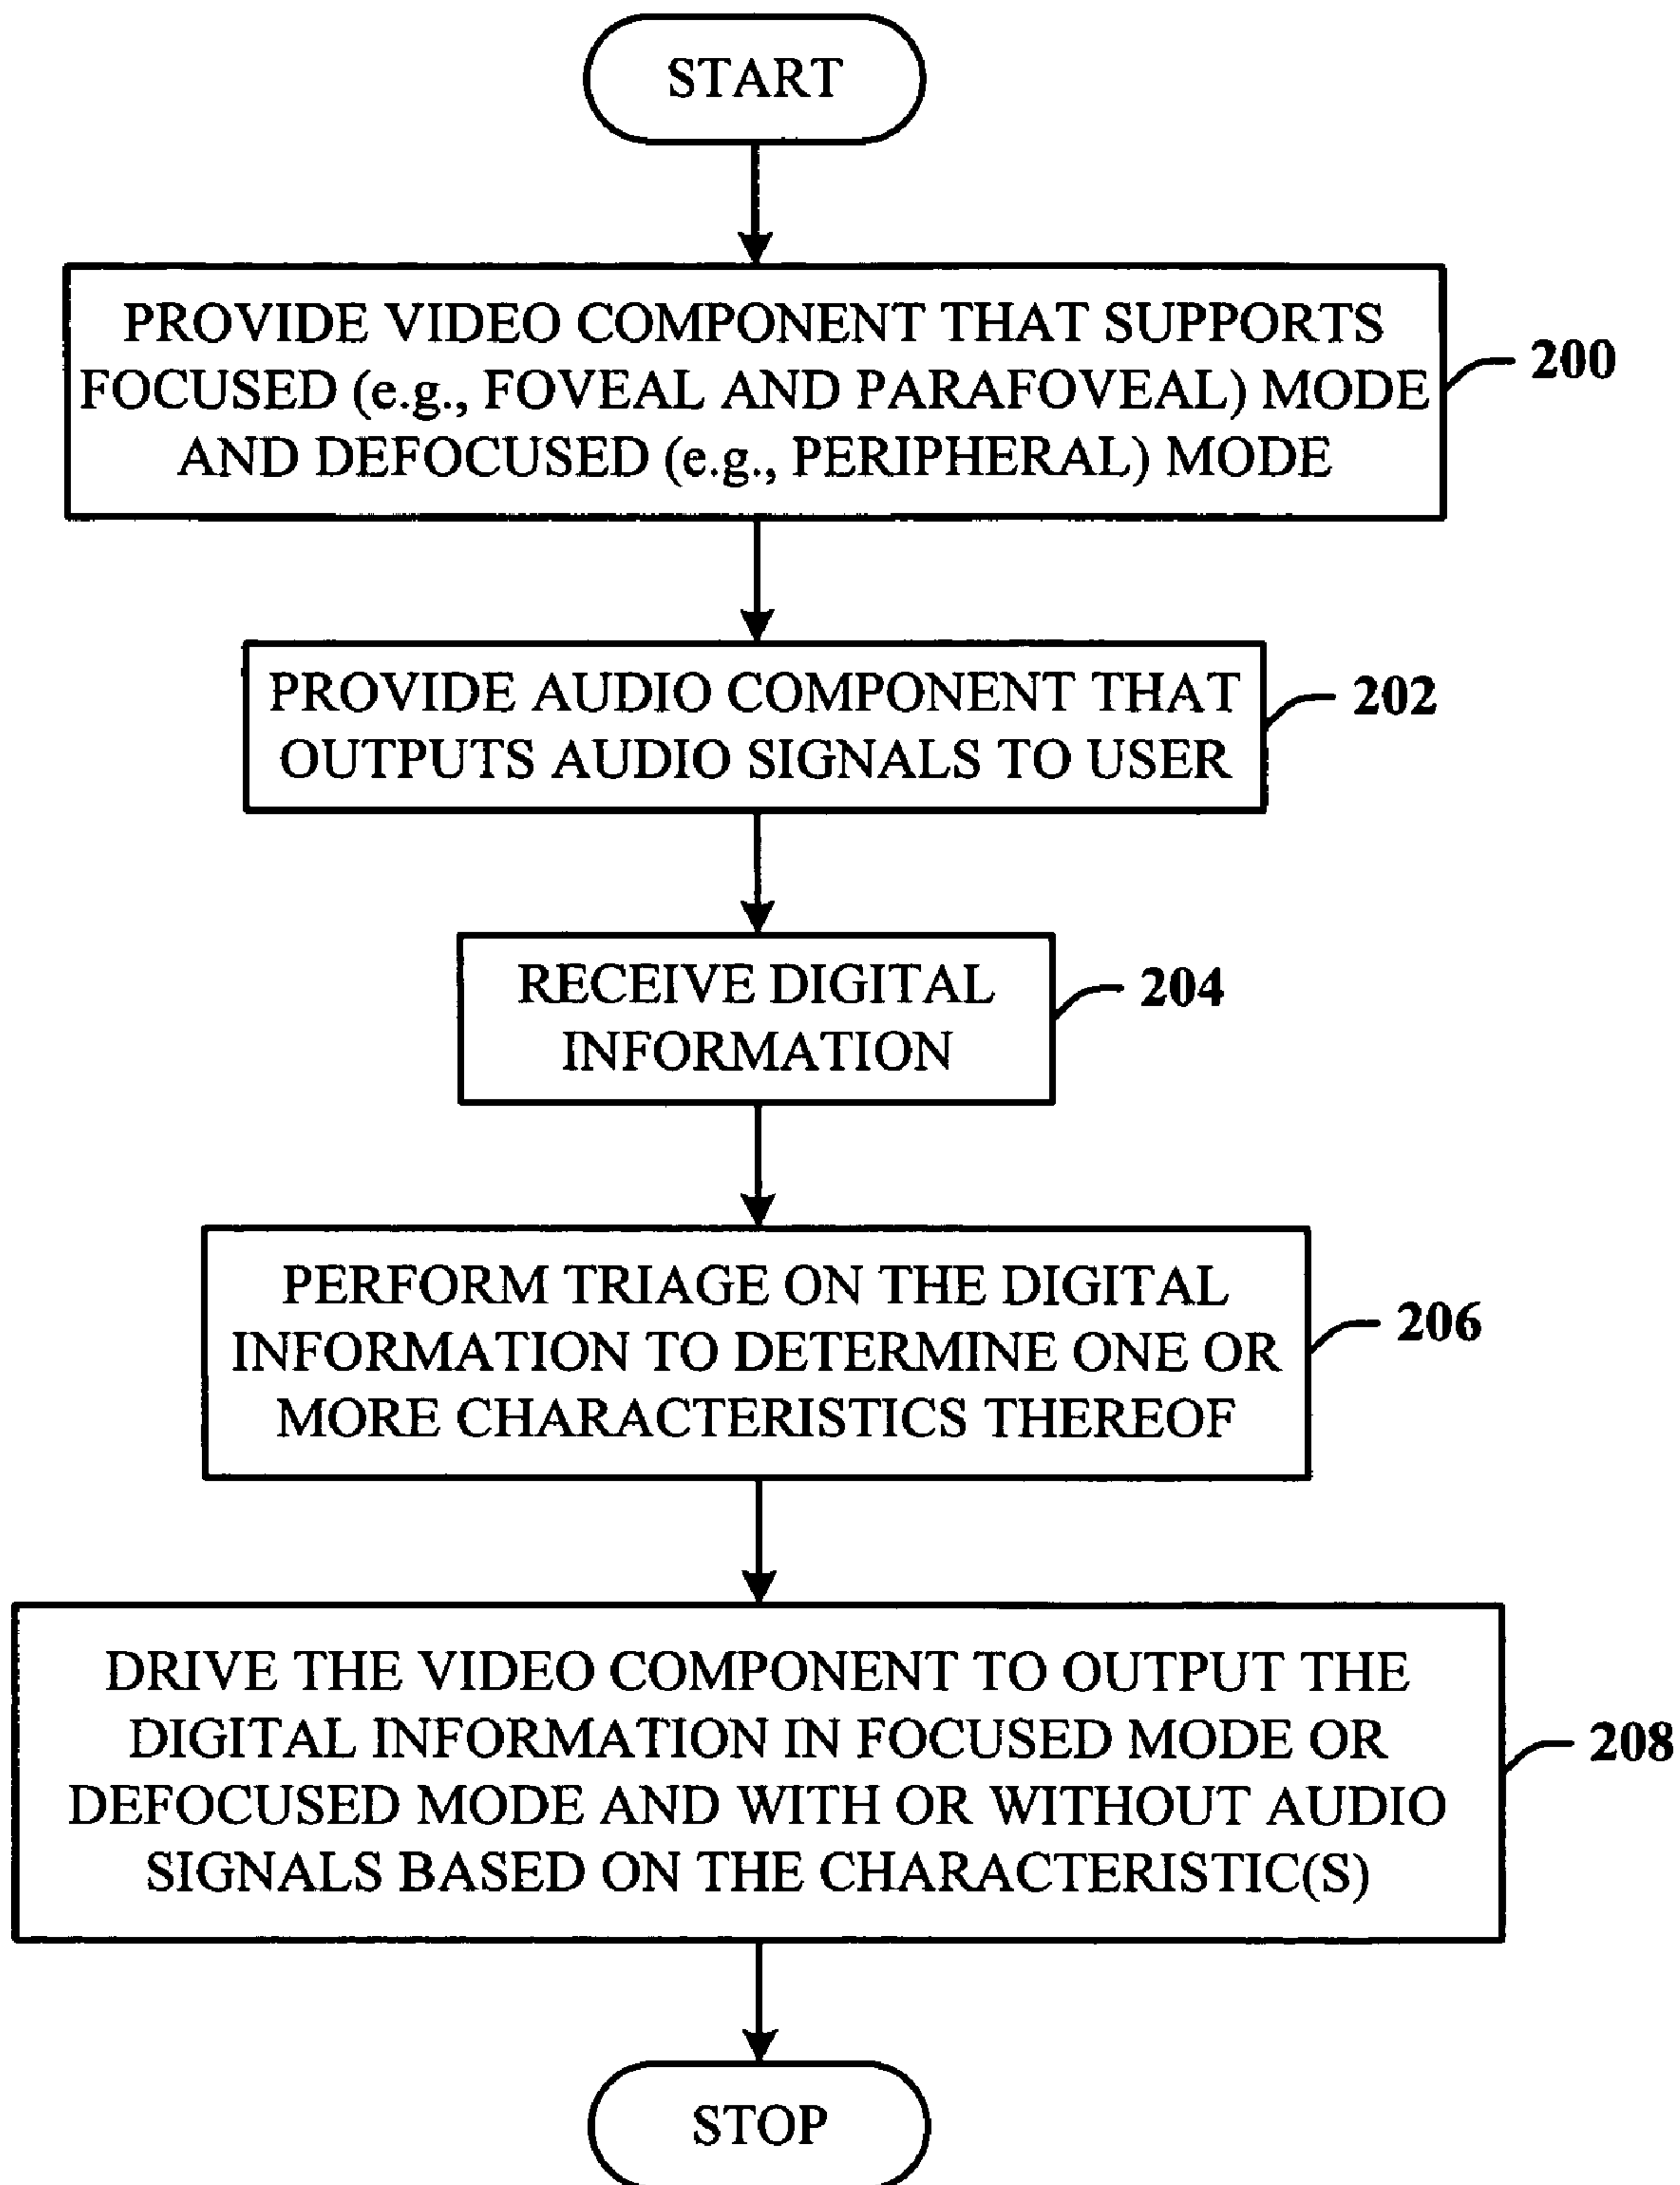 START
PROVIDE VIDEO COMPONENT THAT SUPPORTS
FOCUSED (e.g., FOVEAL AND PARAFOVEAL) MODE
AND DEFOCUSED (e.g., PERIPHERAL) MODE
200
PROVIDE AUDIO COMPONENT THAT
OUTPUTS AUDIO SIGNALS TO USER
202
RECEIVE DIGITAL
INFORMATION
204
PERFORM TRIAGE ON THE DIGITAL
INFORMATION TO DETERMINE ONE OR
MORE CHARACTERISTICS THEREOF
206
DRIVE THE VIDEO COMPONENT TO OUTPUT THE
DIGITAL INFORMATION IN FOCUSED MODE OR
DEFOCUSED MODE AND WITH OR WITHOUT AUDIO
SIGNALS BASED ON THE CHARACTERISTIC(S)
208
STOP